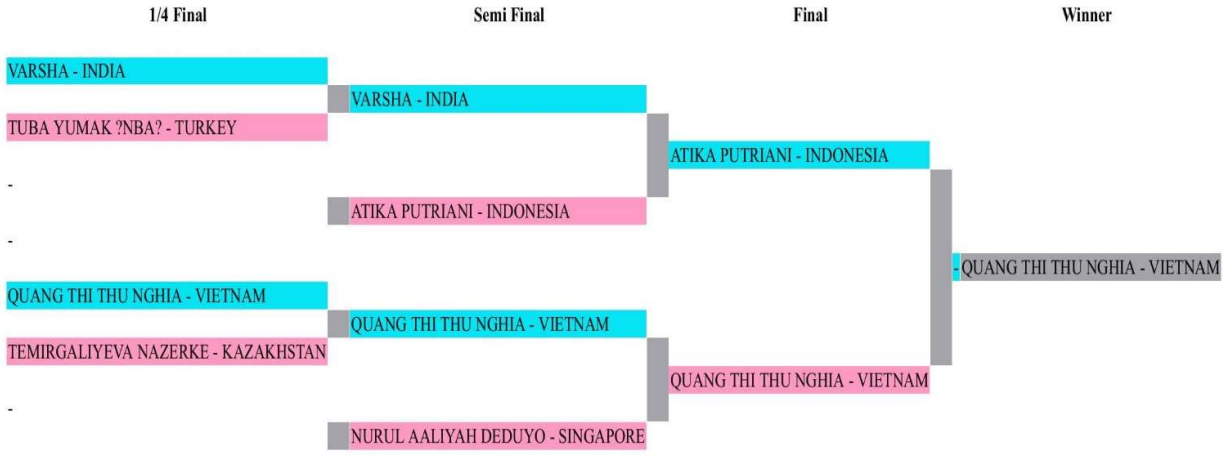 1/4 Final Semi Final Final Winner
VARSHA - INDIA
VARSHA - INDIA
TUBA YUMAK ?NBA? - TURKEY
ATIKA PUTRIANI - INDONESIA
-
ATIKA PUTRIANI - INDONESIA
-
- QUANG THI THU NGHIA - VIETNAM
QUANG THI THU NGHIA - VIETNAM
QUANG THI THU NGHIA - VIETNAM
TEMIRGALIYEVA NAZERKE - KAZAKHSTAN
QUANG THI THU NGHIA - VIETNAM
-
NURUL AALIYAH DEDUYO - SINGAPORE